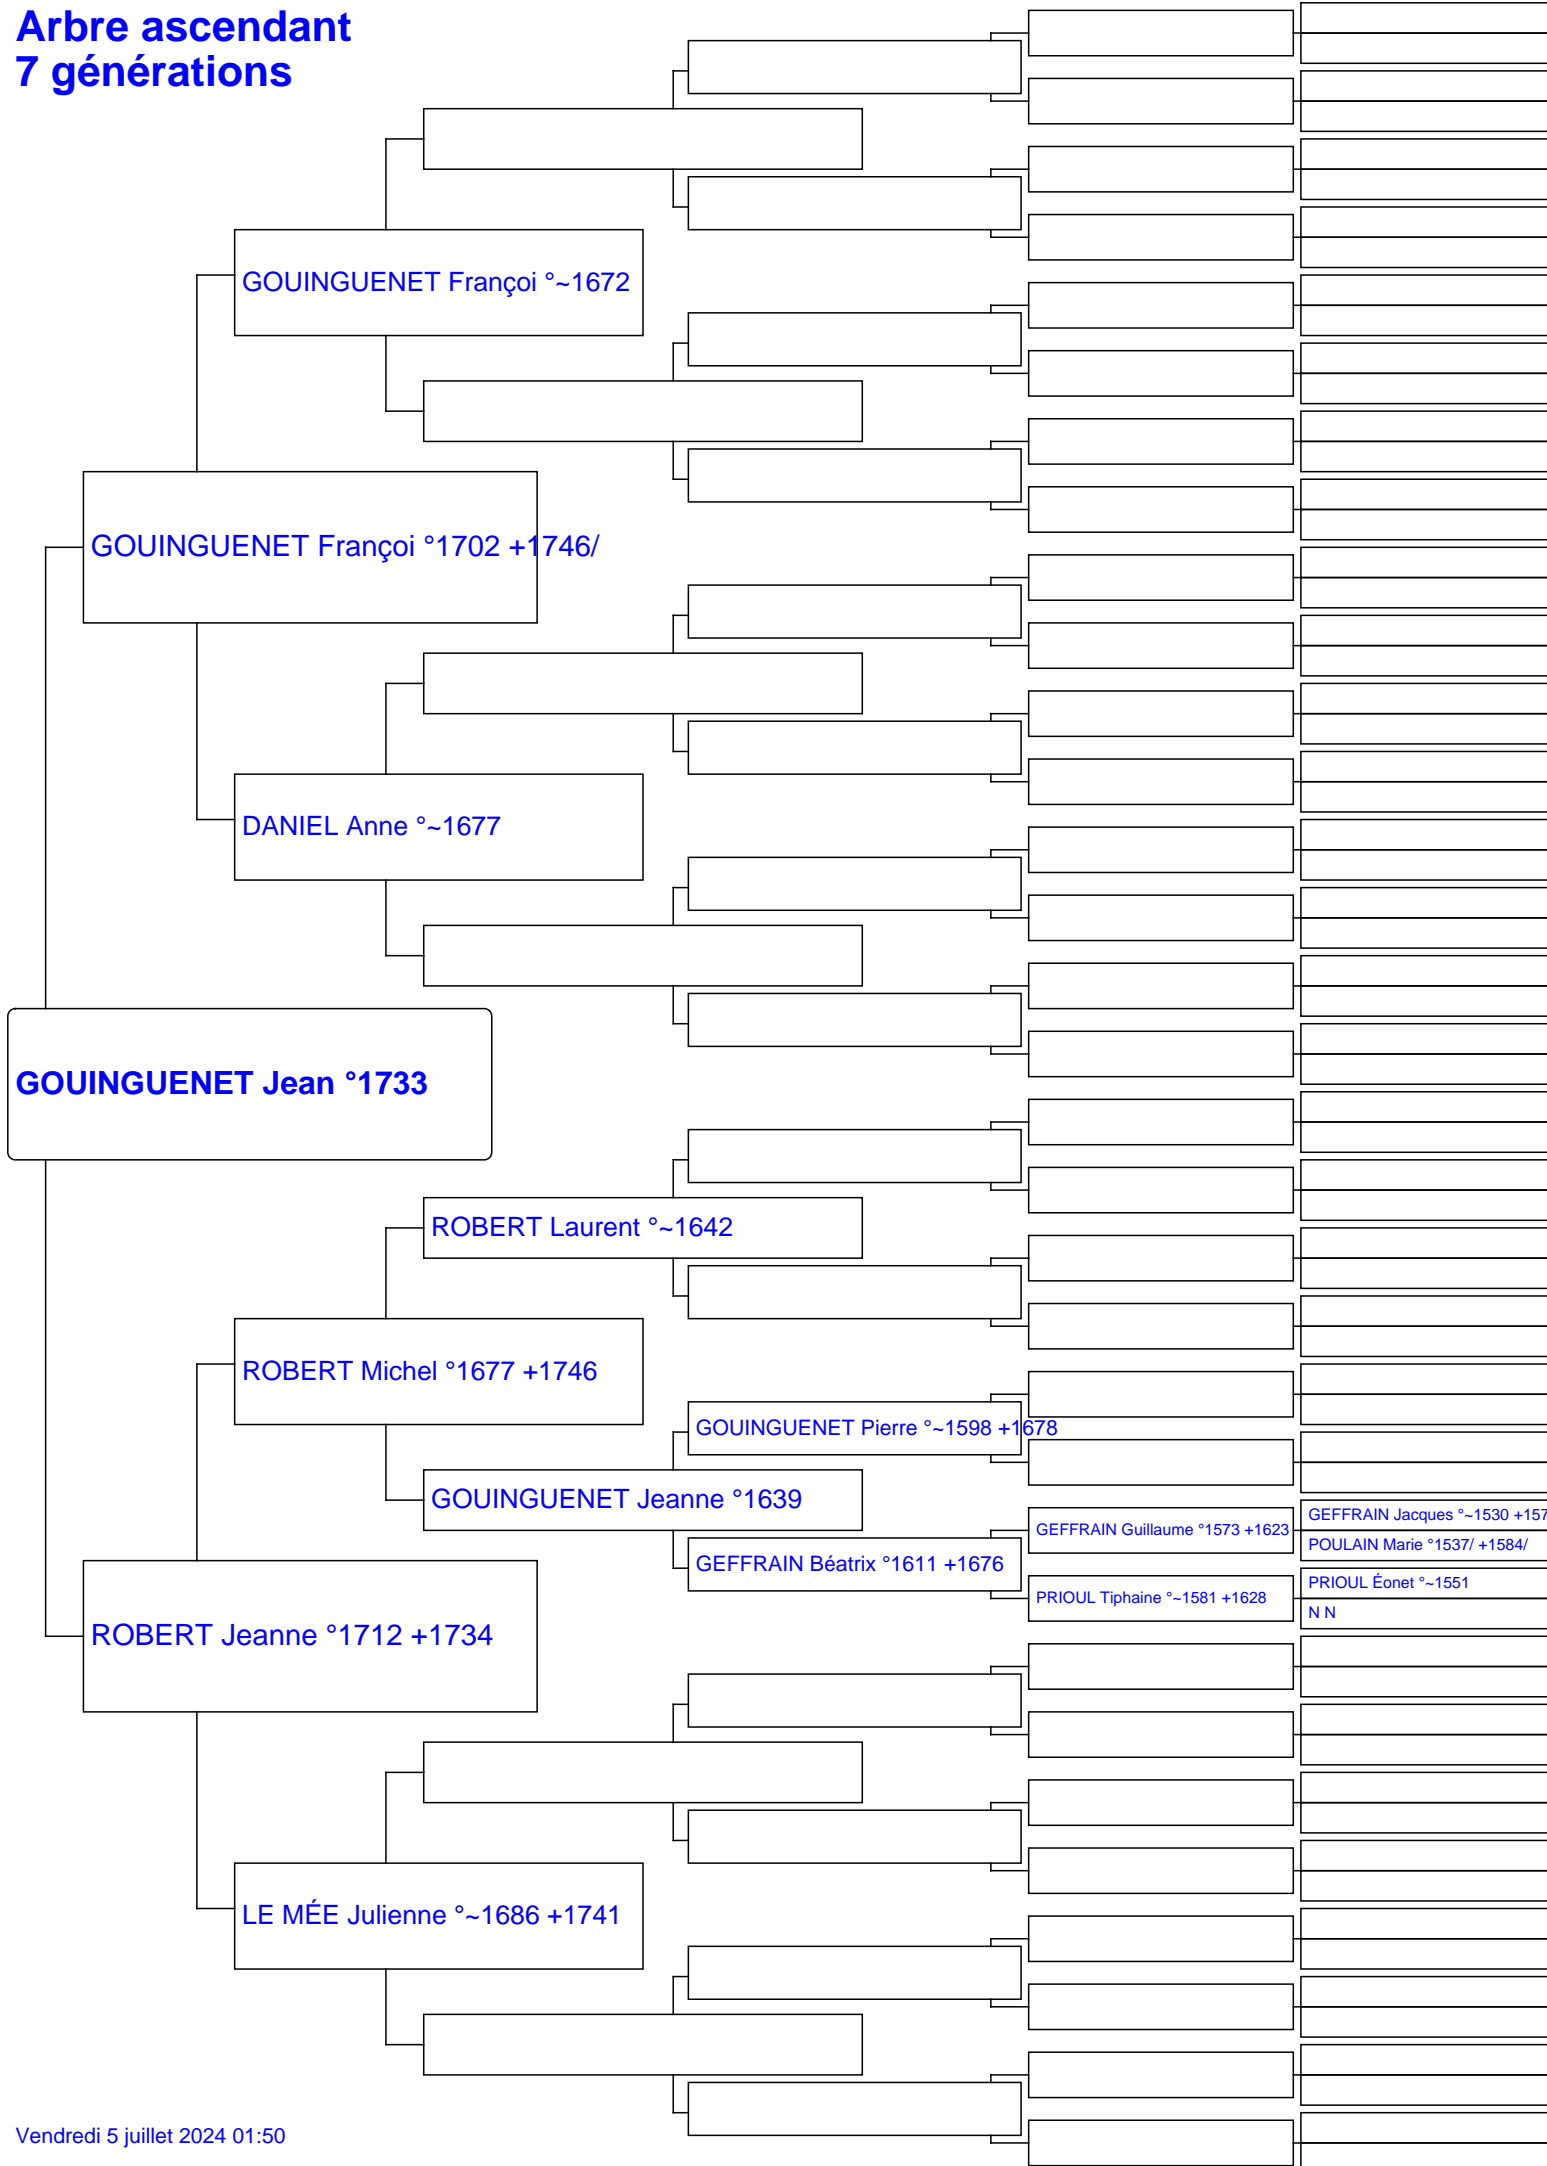 Arbre ascendant
7 générations
GOUINGUENET Françoi °~1672
GOUINGUENET Françoi °1702 +1746/
DANIEL Anne °~1677
GOUINGUENET Jean °1733
ROBERT Laurent °~1642
ROBERT Michel °1677 +1746
GOUINGUENET Pierre °~1598 +1678
GOUINGUENET Jeanne °1639
GEFFRAIN Jacques °~1530 +157
GEFFRAIN Guillaume °1573 +1623
POULAIN Marie °1537/ +1584/
GEFFRAIN Béatrix °1611 +1676
PRIOUL Éonet °~1551
PRIOUL Tiphaine °~1581 +1628
N N
ROBERT Jeanne °1712 +1734
LE MÉE Julienne °~1686 +1741
Vendredi 5 juillet 2024 01:50